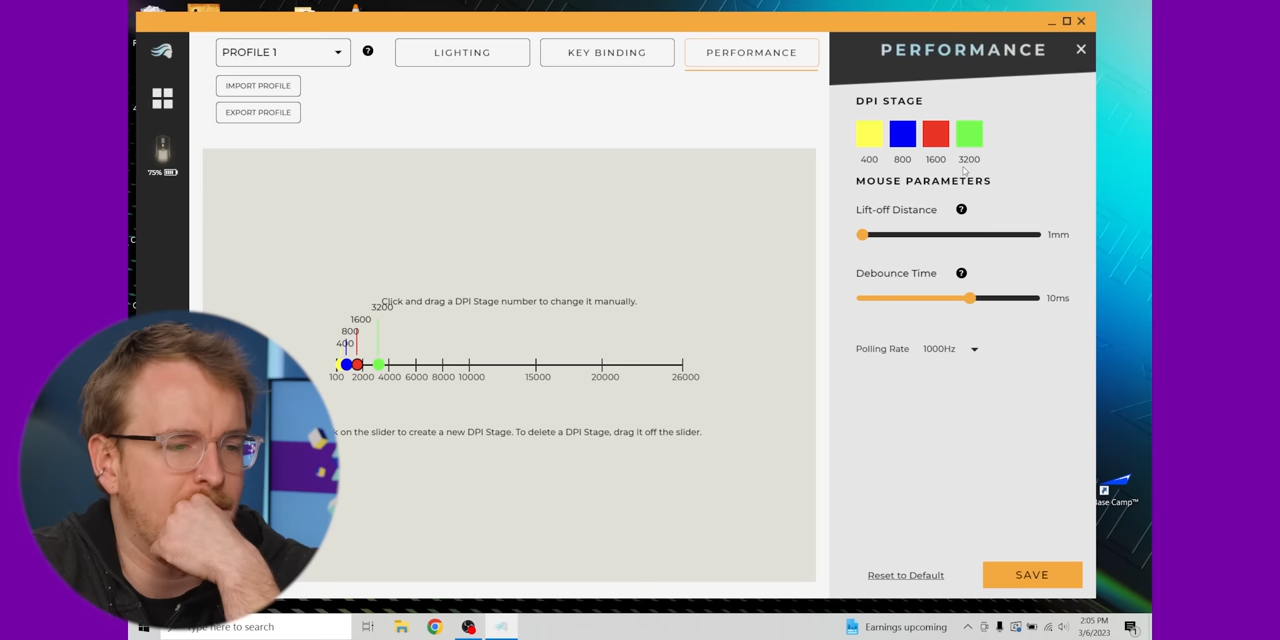 PROFILE 1
LIGHTING
KEY BINDING
PERFORMANCE
IMPORT PROFILE
EXPORT PROFILE
75%
Click and drag a DPI Stage number to change it manually.
3200
1600
800
400
100 2000 4000 6000 8000 10000 15000 20000 26000
on the slider to create a new DPI Stage. To delete a DPI Stage, drag it off the slider.
PERFORMANCE
DPI STAGE
400 800 1600 3200
MOUSE PARAMETERS
Lift-off Distance ?
1mm
Debounce Time ?
10ms
Polling Rate 1000Hz
Reset to Default
SAVE
Base Camp™
Type here to search
Earnings upcoming
2:05 PM
3/6/2023